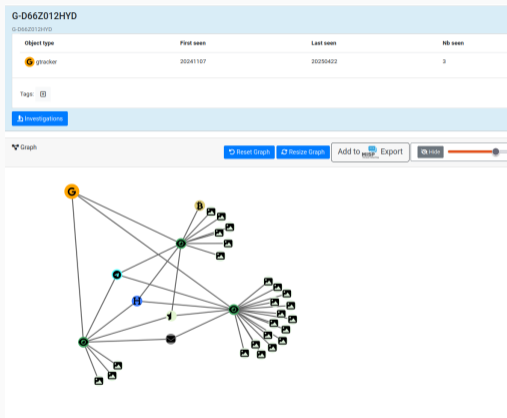 G-D66Z012HYD
G-D66Z012HYD
Object type First seen Last seen Nb seen
G gtracker 20241107 20250422 3
Tags:
Investigations
Graph
Reset Graph Resize Graph Add to MISP Export Hide
G
B
H